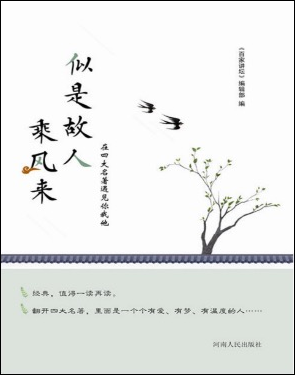 似是故人
乘风来
在四大名著遇见你我他
《百家讲坛》编辑部 编
经典，值得一读再读。
翻开四大名著，里面是一个个有爱、有梦、有温度的人……
河南人民出版社